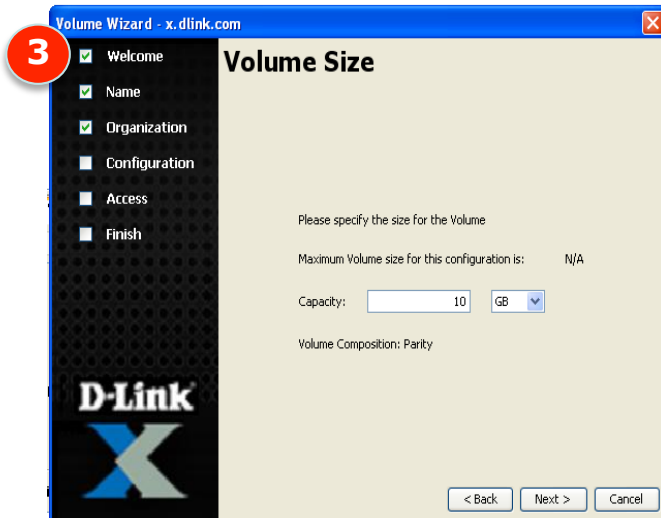 Volume Wizard - x.dlink.com
3
Welcome
Name
Organization
Configuration
Access
Finish
Volume Size
Please specify the size for the Volume
Maximum Volume size for this configuration is: N/A
Capacity: 10 GB
Volume Composition: Parity
D-Link
< Back Next > Cancel